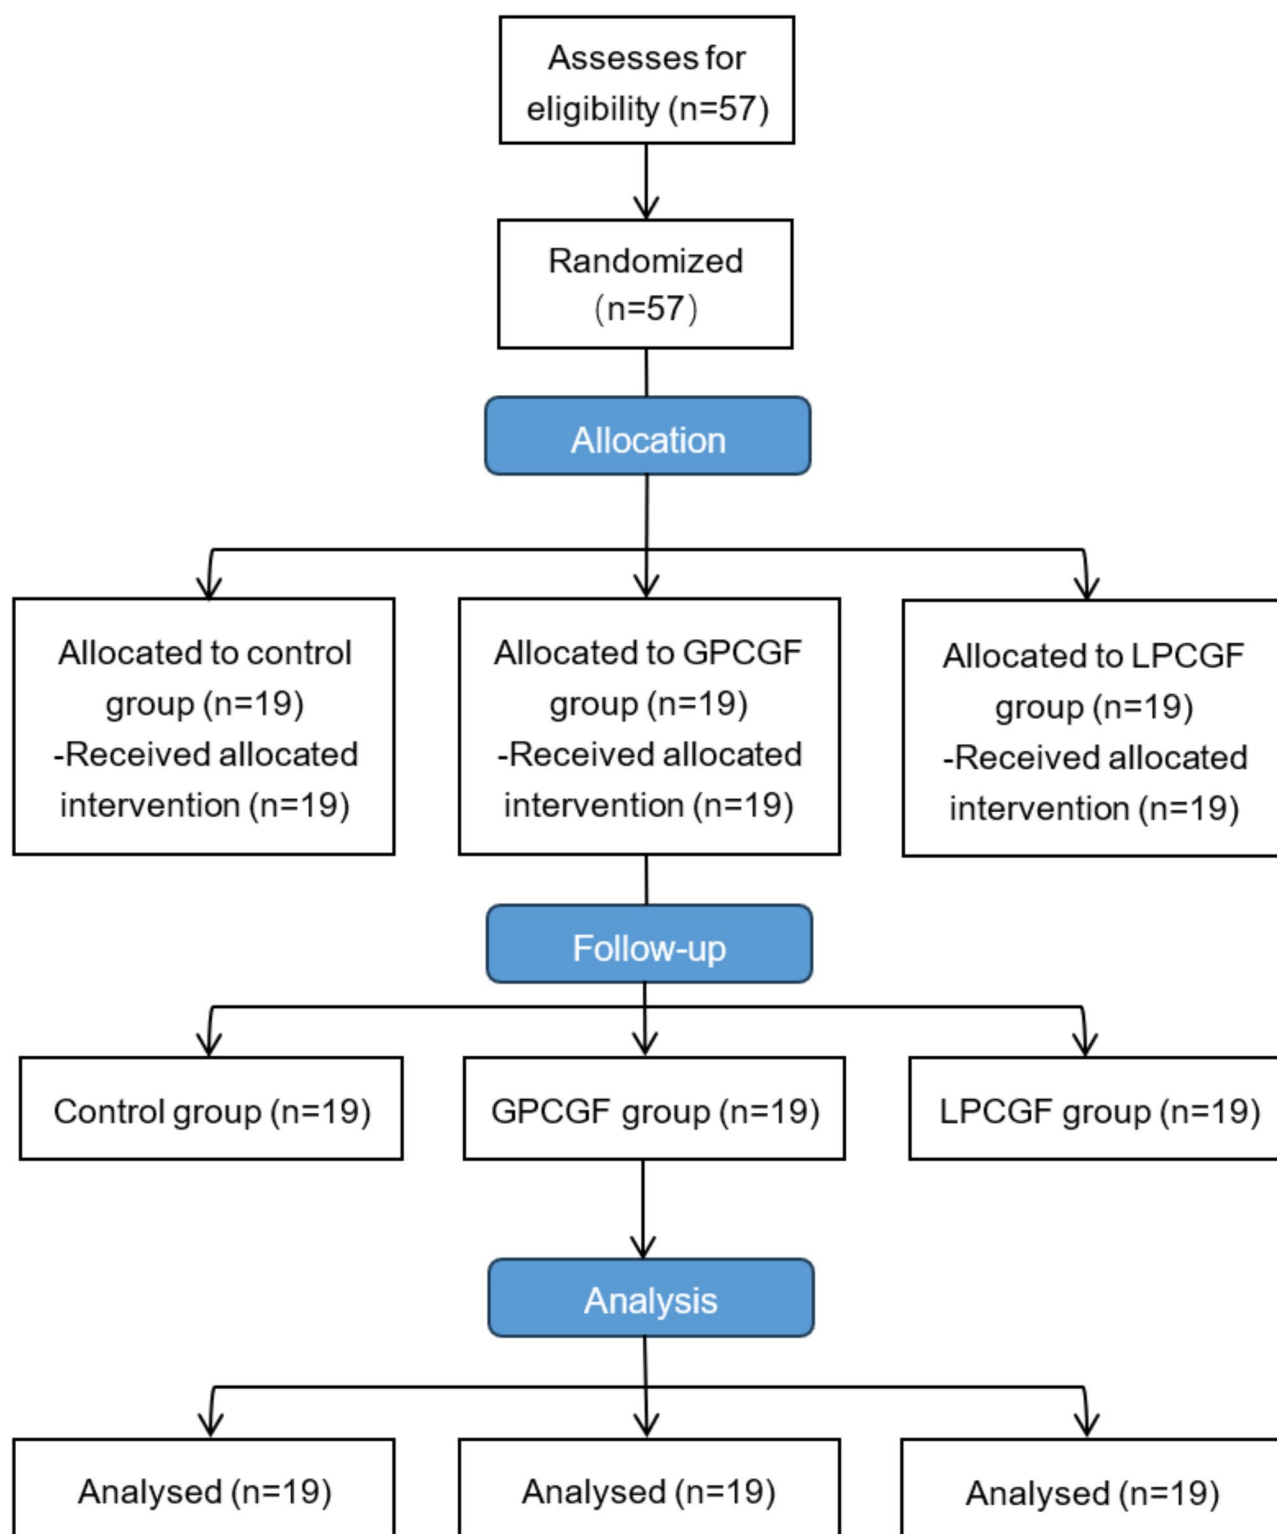 Assesses for
eligibility (n=57)
Randomized
(n=57)
Allocation
Allocated to control
group (n=19)
-Received allocated
intervention (n=19)
Allocated to GPCGF
group (n=19)
-Received allocated
intervention (n=19)
Allocated to LPCGF
group (n=19)
-Received allocated
intervention (n=19)
Follow-up
Control group (n=19)
GPCGF group (n=19)
LPCGF group (n=19)
Analysis
Analysed (n=19)
Analysed (n=19)
Analysed (n=19)